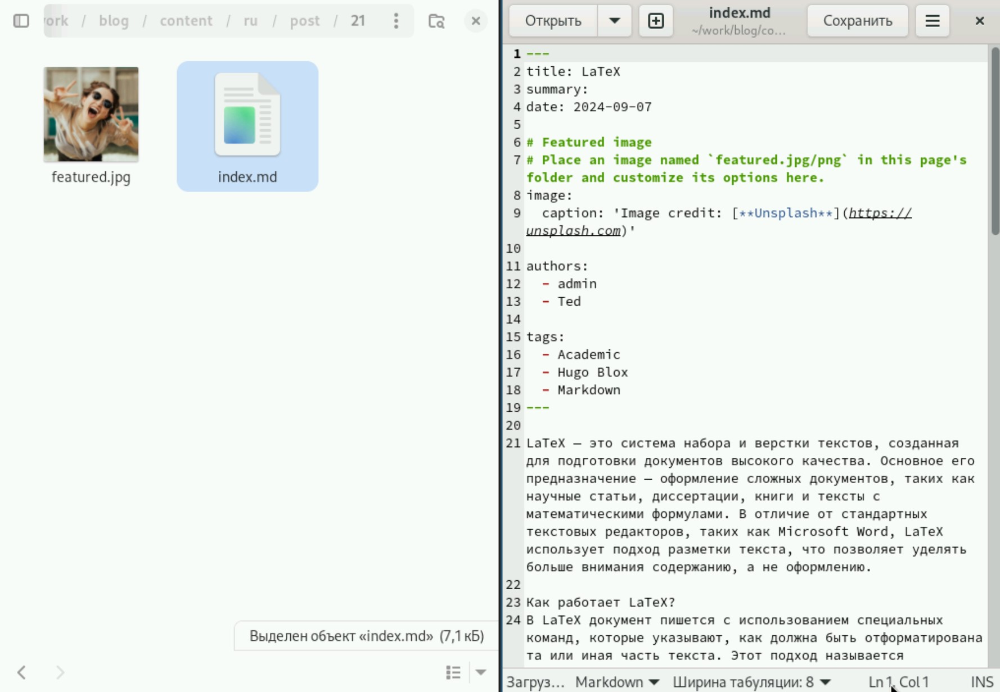 work / blog / content / ru / post / 21
featured.jpg
index.md
Выделен объект «index.md» (7,1 кБ)
Открыть
index.md
~/work/blog/co…
Сохранить
1 ---
2 title: LaTeX
3 summary:
4 date: 2024-09-07
5
6 # Featured image
7 # Place an image named `featured.jpg/png` in this page's
folder and customize its options here.
8 image:
9   caption: 'Image credit: [**Unsplash**](https://
unsplash.com)'
10
11 authors:
12   - admin
13   - Ted
14
15 tags:
16   - Academic
17   - Hugo Blox
18   - Markdown
19 ---
20
21 LaTeX — это система набора и верстки текстов, созданная
для подготовки документов высокого качества. Основное его
предназначение — оформление сложных документов, таких как
научные статьи, диссертации, книги и тексты с
математическими формулами. В отличие от стандартных
текстовых редакторов, таких как Microsoft Word, LaTeX
использует подход разметки текста, что позволяет уделять
больше внимания содержанию, а не оформлению.
22
23 Как работает LaTeX?
24 В LaTeX документ пишется с использованием специальных
команд, которые указывают, как должна быть отформатирована
та или иная часть текста. Этот подход называется
Загруз… Markdown Ширина табуляции: 8 Ln 1, Col 1 INS